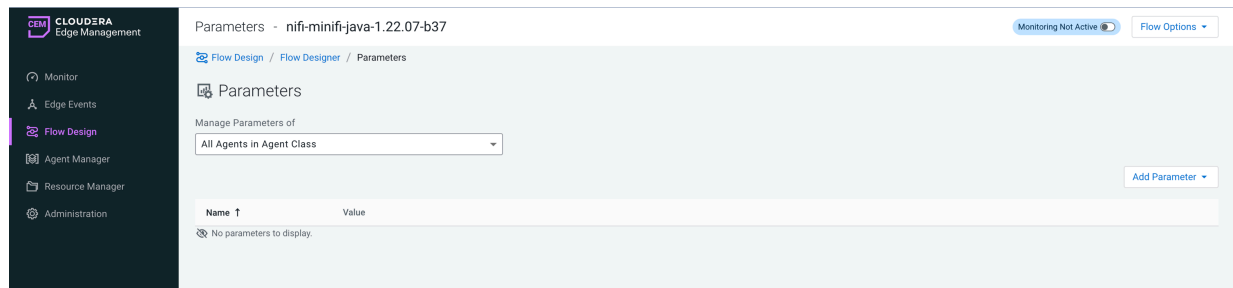 CEM CLOUDERA
Edge Management
Parameters - nifi-minifi-java-1.22.07-b37
Monitoring Not Active
Flow Options
Flow Design / Flow Designer / Parameters
Monitor
Edge Events
Flow Design
Agent Manager
Resource Manager
Administration
Parameters
Manage Parameters of
All Agents in Agent Class
Add Parameter
Name ↑ Value
No parameters to display.